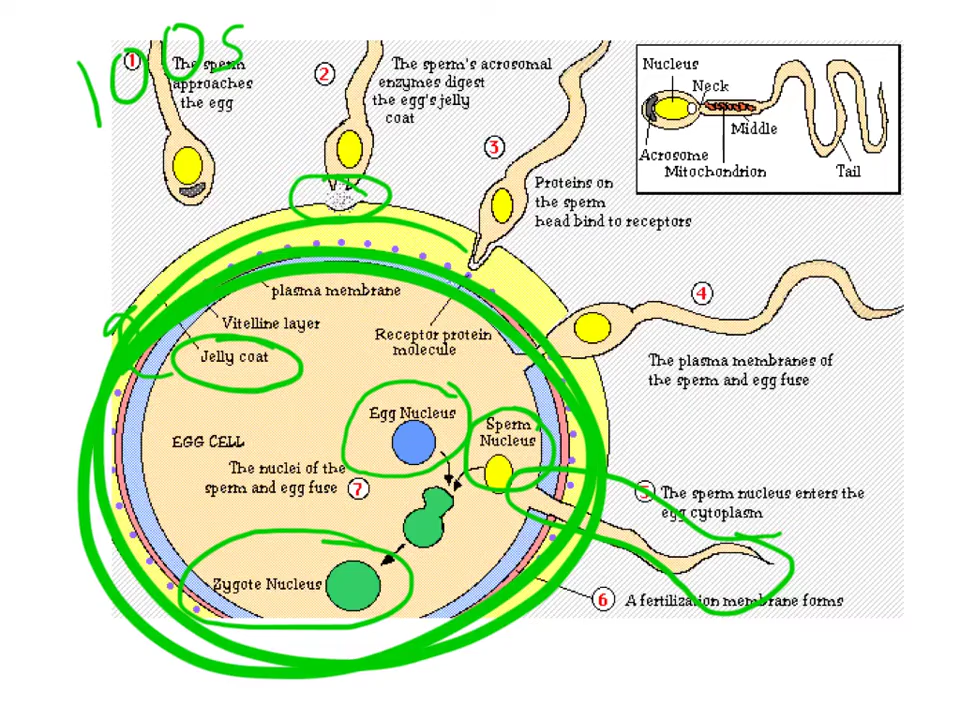 100s
1
The sperm
approaches
the egg
2
The sperm's acrosomal
enzymes digest
the egg's jelly
coat
3
Proteins on
the sperm
head bind to receptors
Nucleus
Neck
Middle
Acrosome
Mitochondrion
Tail
4
The plasma membranes of
the sperm and egg fuse
plasma membrane
Vitelline layer
Jelly coat
Receptor protein
molecule
EGG CELL
Egg Nucleus
Sperm
Nucleus
The nuclei of the
sperm and egg fuse
7
5
The sperm nucleus enters the
egg cytoplasm
Zygote Nucleus
6
A fertilization membrane forms